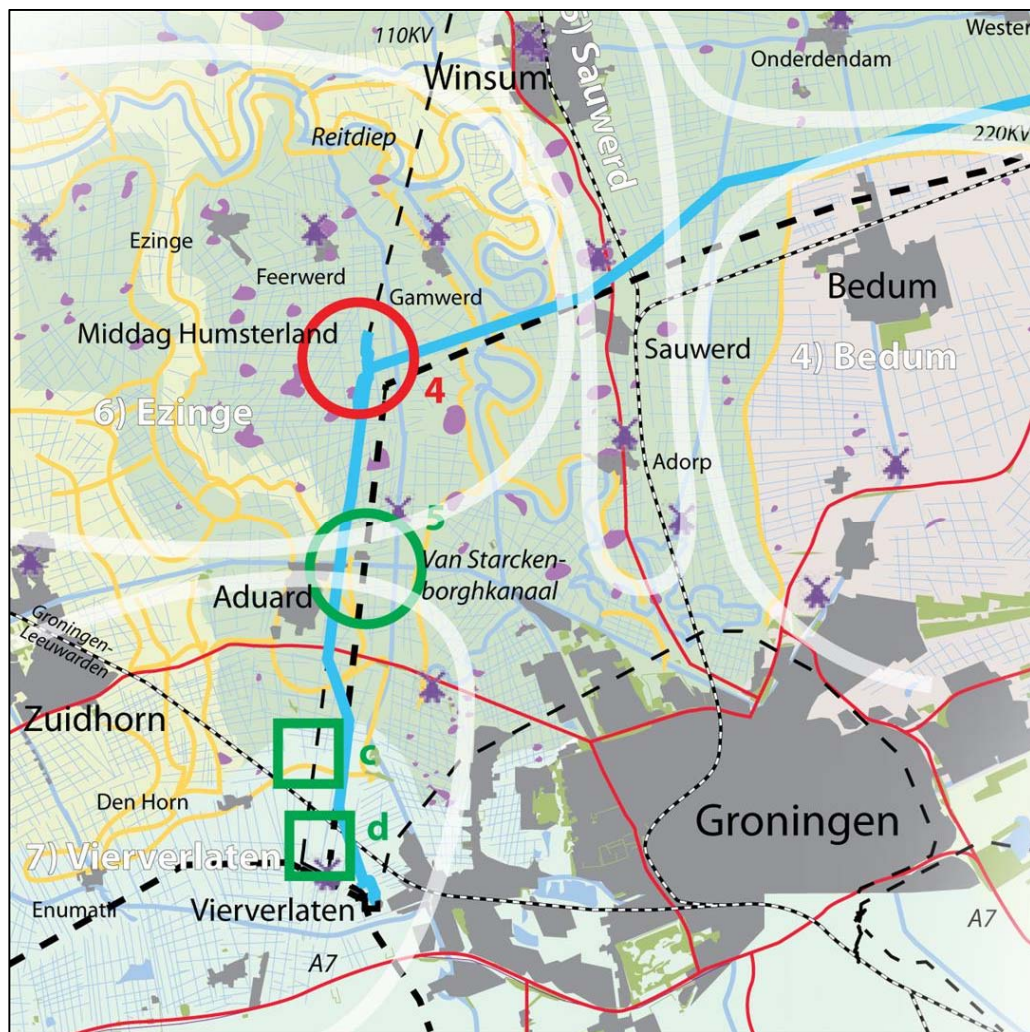 110KV
Winsum
5) Sauwerd
Onderdendam
Wester
Reitdiep
220KV
Ezinge
Feerwerd
Gamwerd
Bedum
Middag Humsterland
Sauwerd
4) Bedum
4
6) Ezinge
Adorp
5
Van Starcken-
borghkanaal
Aduard
Groningen-
Leeuwarden
Zuidhorn
c
Den Horn
d
Groningen
7) Vierverlaten
Enumatil
Vierverlaten
A7
A7